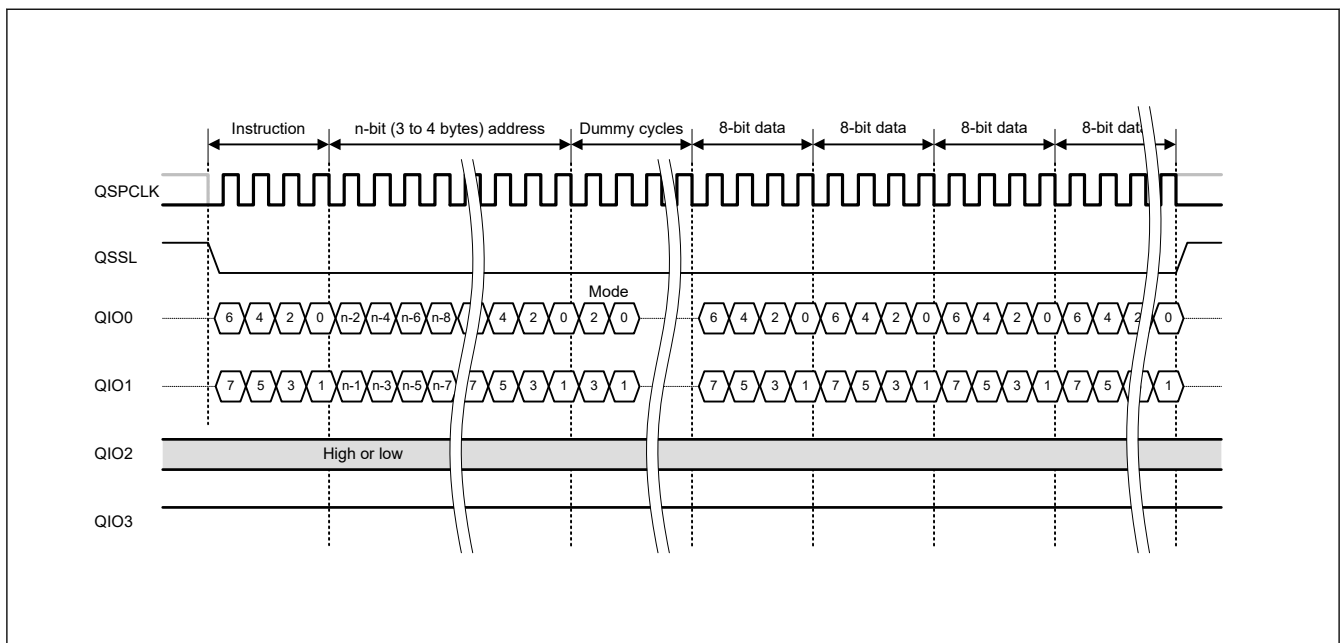 Instruction n-bit (3 to 4 bytes) address Dummy cycles 8-bit data 8-bit data 8-bit data 8-bit data
QSPCLK
QSSL
Mode
QIO0 6 4 2 0 n-2 n-4 n-6 n-8 4 2 0 2 0 6 4 2 0 6 4 2 0 6 4 2 0 6 4 2 0
QIO1 7 5 3 1 n-1 n-3 n-5 n-7 7 5 3 1 3 1 7 5 3 1 7 5 3 1 7 5 3 1 7 5 1
QIO2 High or low
QIO3